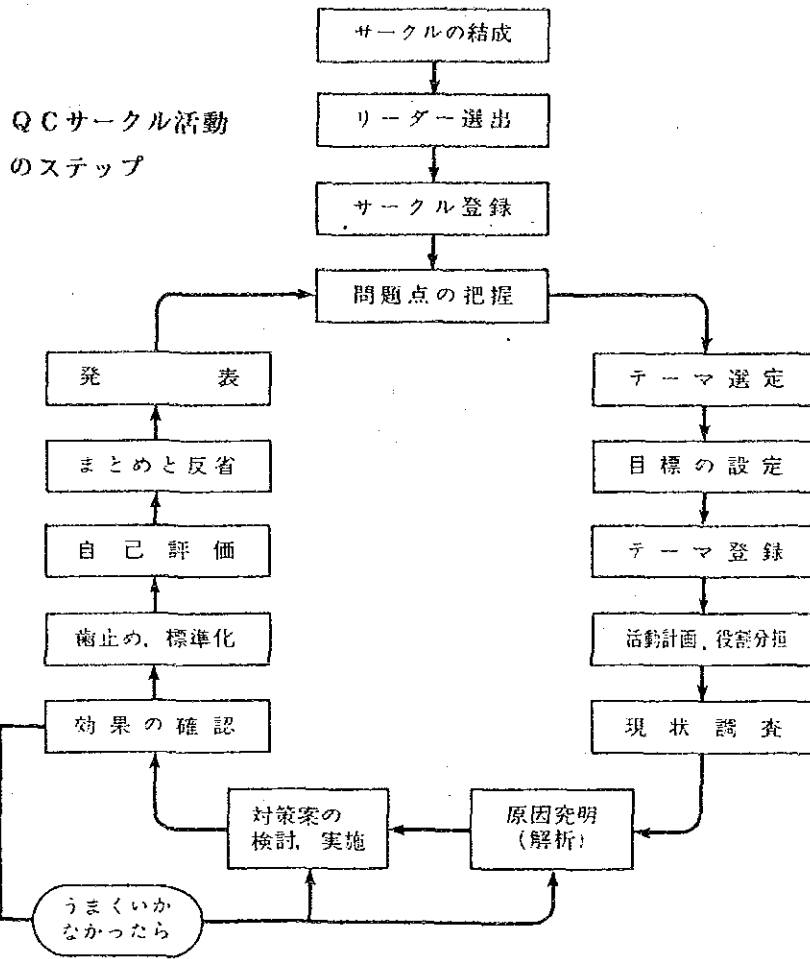 サークルの結成
QCサークル活動
のステップ
リーダー選出
サークル登録
問題点の把握
テーマ選定
目標の設定
テーマ登録
活動計画,役割分担
現状調査
原因究明
(解析)
対策案の
検討,実施
効果の確認
歯止め,標準化
自己評価
まとめと反省
発表
うまくいか
なかったら